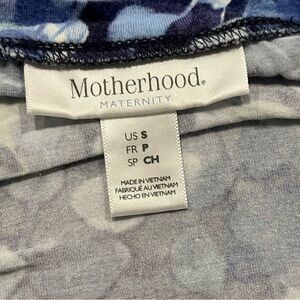 Motherhood.
MATERNITY
US S
FR P
SP CH
MADE IN VIETNAM
FABRIQUÉ AU VIETNAM
HECHO EN VIETNAM